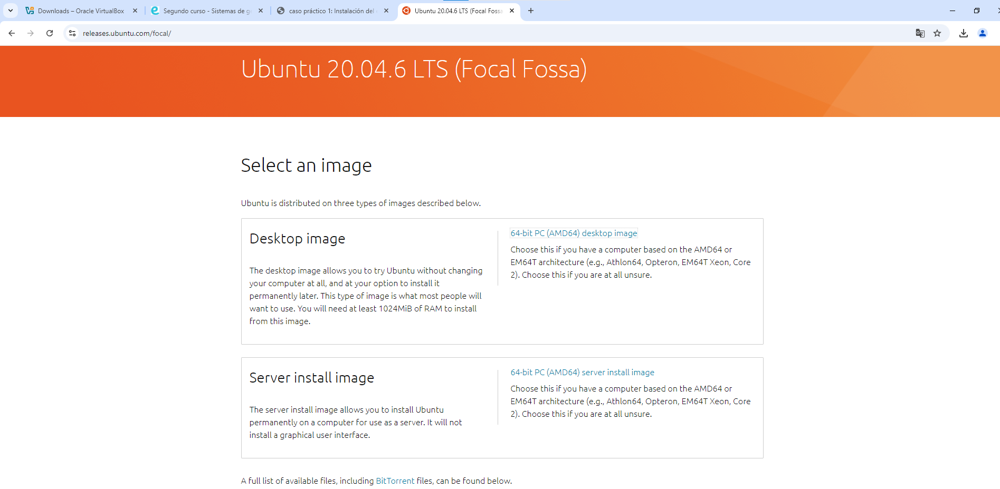 Downloads – Oracle VirtualBox
Segundo curso - Sistemas de g
caso práctico 1: Instalación del
Ubuntu 20.04.6 LTS (Focal Fossa
releases.ubuntu.com/focal/
Ubuntu 20.04.6 LTS (Focal Fossa)
Select an image
Ubuntu is distributed on three types of images described below.
Desktop image
The desktop image allows you to try Ubuntu without changing
your computer at all, and at your option to install it
permanently later. This type of image is what most people will
want to use. You will need at least 1024MiB of RAM to install
from this image.
64-bit PC (AMD64) desktop image
Choose this if you have a computer based on the AMD64 or
EM64T architecture (e.g., Athlon64, Opteron, EM64T Xeon, Core
2). Choose this if you are at all unsure.
Server install image
The server install image allows you to install Ubuntu
permanently on a computer for use as a server. It will not
install a graphical user interface.
64-bit PC (AMD64) server install image
Choose this if you have a computer based on the AMD64 or
EM64T architecture (e.g., Athlon64, Opteron, EM64T Xeon, Core
2). Choose this if you are at all unsure.
A full list of available files, including BitTorrent files, can be found below.